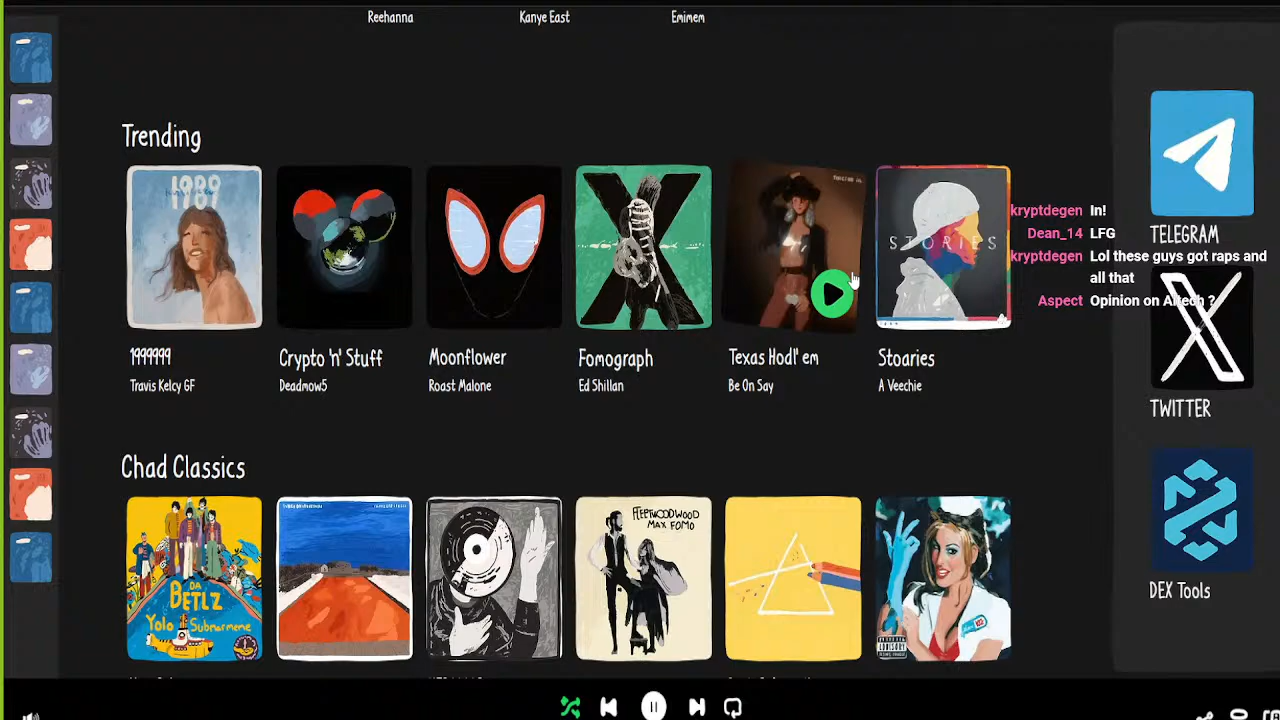 Reehanna
Kanye East
Emimem
Trending
1989
STORIES
1999999
Travis Kelcy GF
Crypto 'n' Stuff
Deadmow5
Moonflower
Roast Malone
Fomograph
Ed Shillan
Texas Hodl' em
Be On Say
Stoaries
A Veechie
kryptdegen In!
Dean_14 LFG
kryptdegen Lol these guys got raps and
all that
Aspect Opinion on AItech ?
TELEGRAM
TWITTER
DEX Tools
Chad Classics
DA
BETLZ
Yolo Submarmene
FLEETWOODWOOD
MAX FOMO